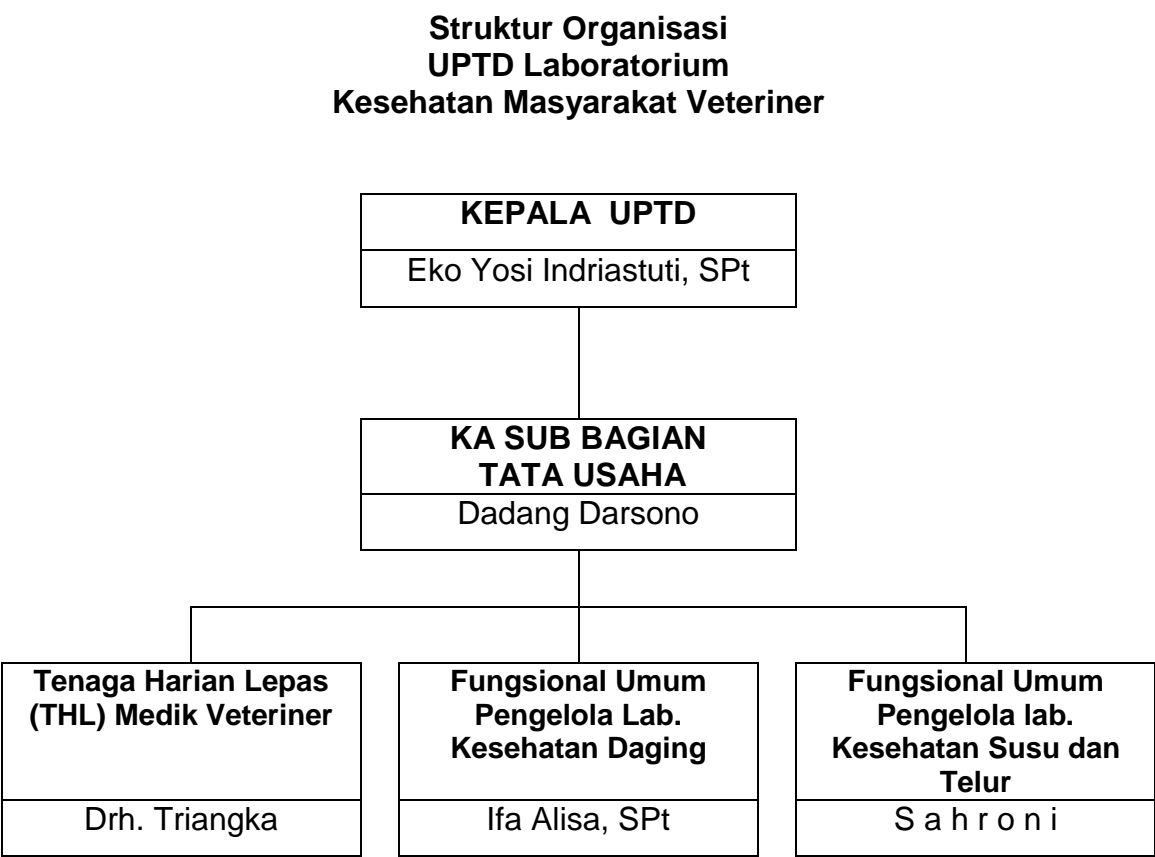 Struktur Organisasi
UPTD Laboratorium
Kesehatan Masyarakat Veteriner
KEPALA  UPTD
Eko Yosi Indriastuti, SPt
KA SUB BAGIAN
TATA USAHA
Dadang Darsono
Tenaga Harian Lepas
(THL) Medik Veteriner
Drh. Triangka
Fungsional Umum
Pengelola Lab.
Kesehatan Daging
Ifa Alisa, SPt
Fungsional Umum
Pengelola lab.
Kesehatan Susu dan
Telur
S a h r o n i